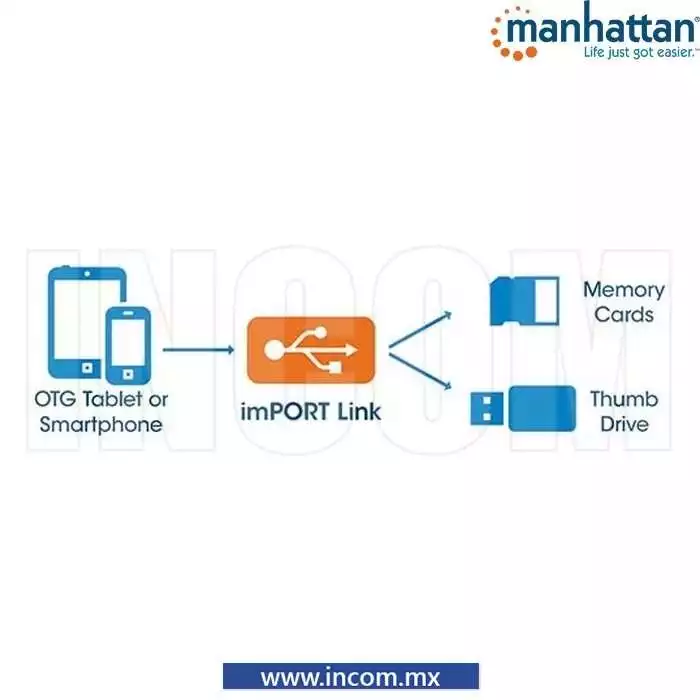 manhattan
Life just got easier.™
INCOM
OTG Tablet or
Smartphone
imPORT Link
Memory
Cards
Thumb
Drive
www.incom.mx